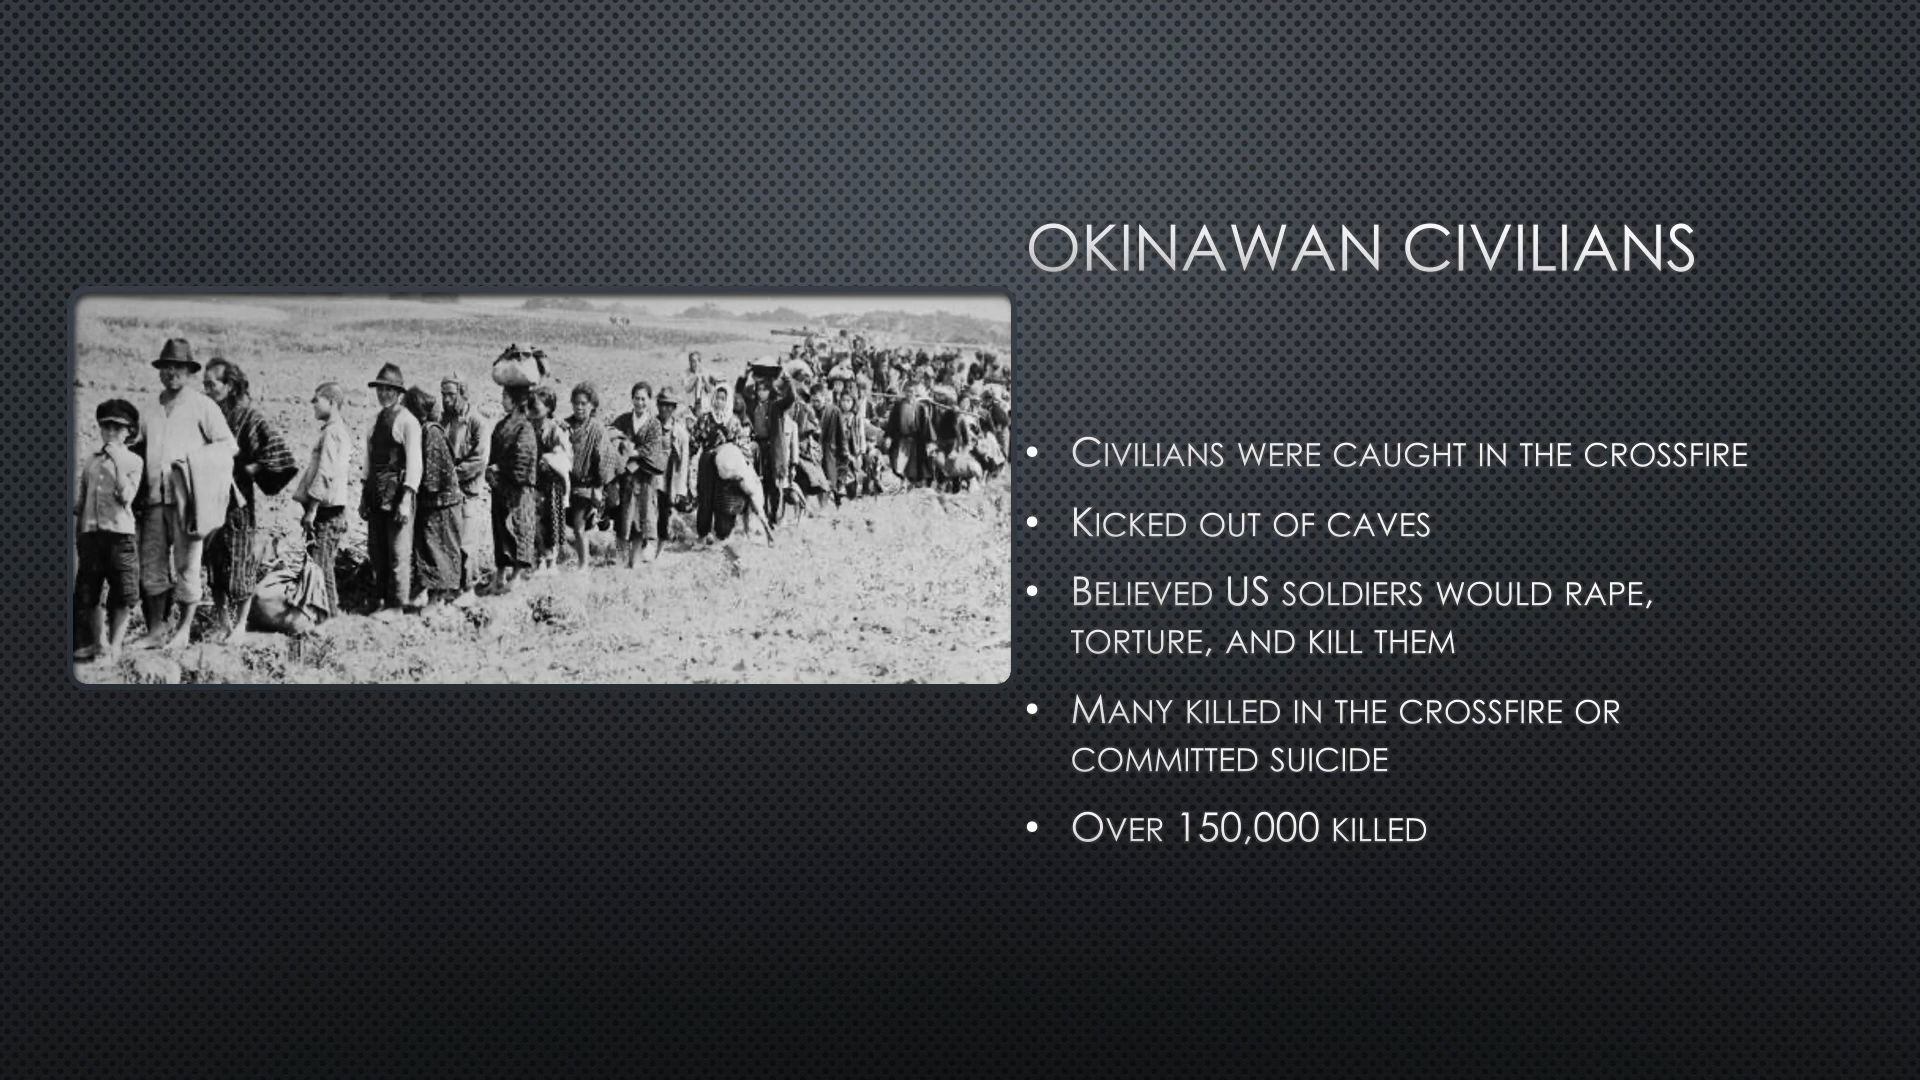 OKINAWAN CIVILIANS
• CIVILIANS WERE CAUGHT IN THE CROSSFIRE
• KICKED OUT OF CAVES
• BELIEVED US SOLDIERS WOULD RAPE,
TORTURE, AND KILL THEM
• MANY KILLED IN THE CROSSFIRE OR
COMMITTED SUICIDE
• OVER 150,000 KILLED